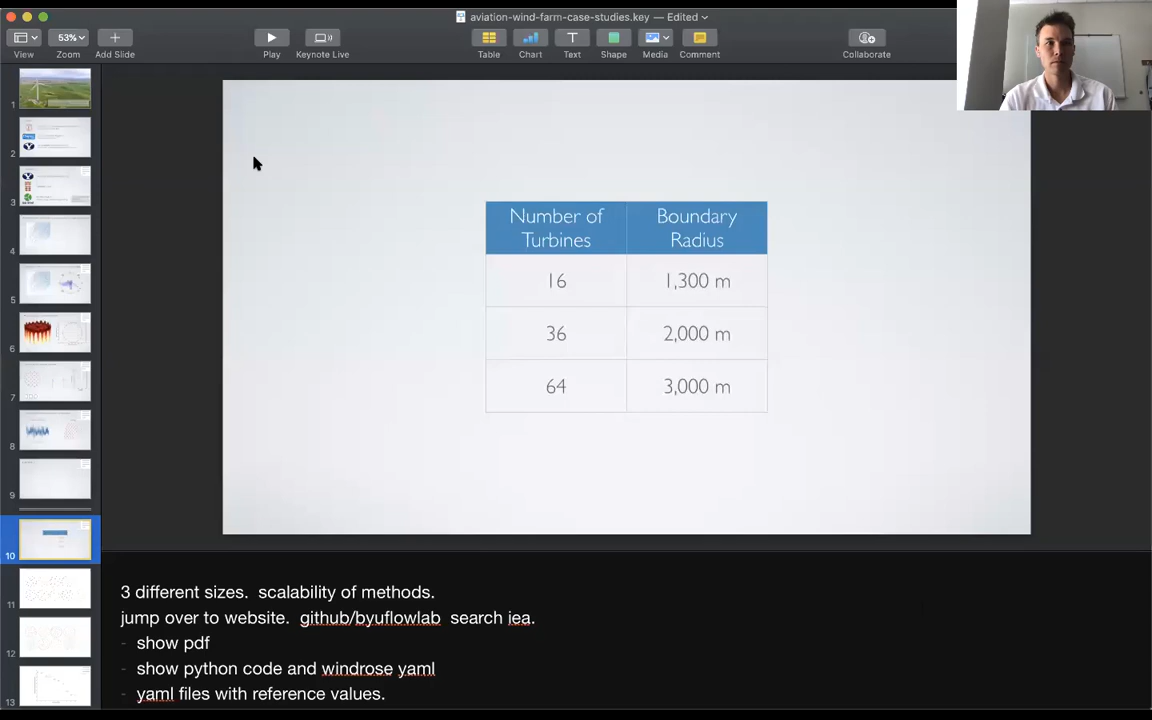 aviation-wind-farm-case-studies.key — Edited
53%
View
Zoom
Add Slide
Play
Keynote Live
Table
Chart
Text
Shape
Media
Comment
Collaborate
1
2
3
4
5
6
7
8
9
10
11
12
13
Number of Boundary
Turbines Radius
16 1,300 m
36 2,000 m
64 3,000 m
3 different sizes. scalability of methods.
jump over to website. github/byuflowlab search jea.
- show pdf
- show python code and windrose yaml
- yaml files with reference values.